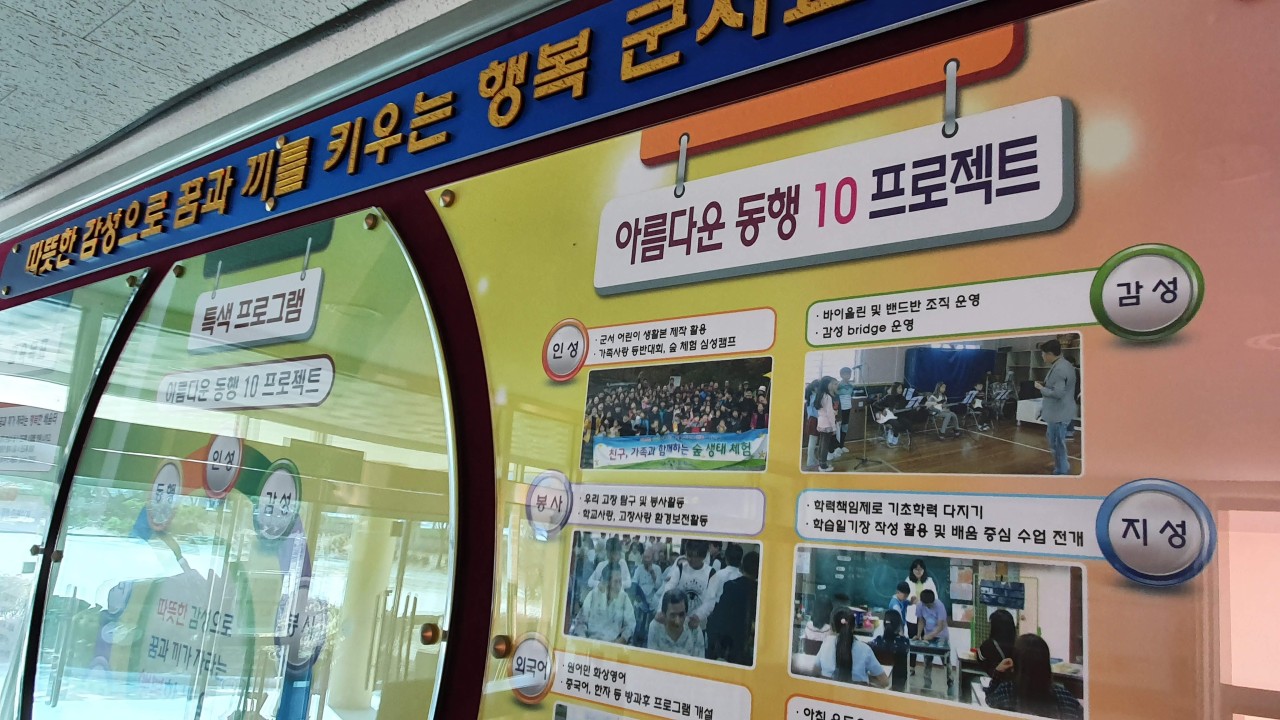 따뜻한 감성으로 꿈과 끼를 키우는 행복 군서
아름다운 동행 10 프로젝트
특색 프로그램
아름다운 동행 10 프로젝트
인성
동행
감성
봉사
따뜻한 감성으로
꿈과 끼가 자라는
인성
· 군서 어린이 생활본 제작 활용
· 가족사랑 등반대회, 숲 체험 심성캠프
친구, 가족과 함께하는 숲 생태 체험
· 바이올린 및 밴드반 조직 운영
· 감성 bridge 운영
감성
봉사
· 우리 고장 탐구 및 봉사활동
· 학교사랑, 고장사랑 환경보전활동
· 학력책임제로 기초학력 다지기
· 학습일기장 작성 활용 및 배움 중심 수업 전개
지성
외국어
· 원어민 화상영어
· 중국어, 한자 등 방과후 프로그램 개설
· 아침